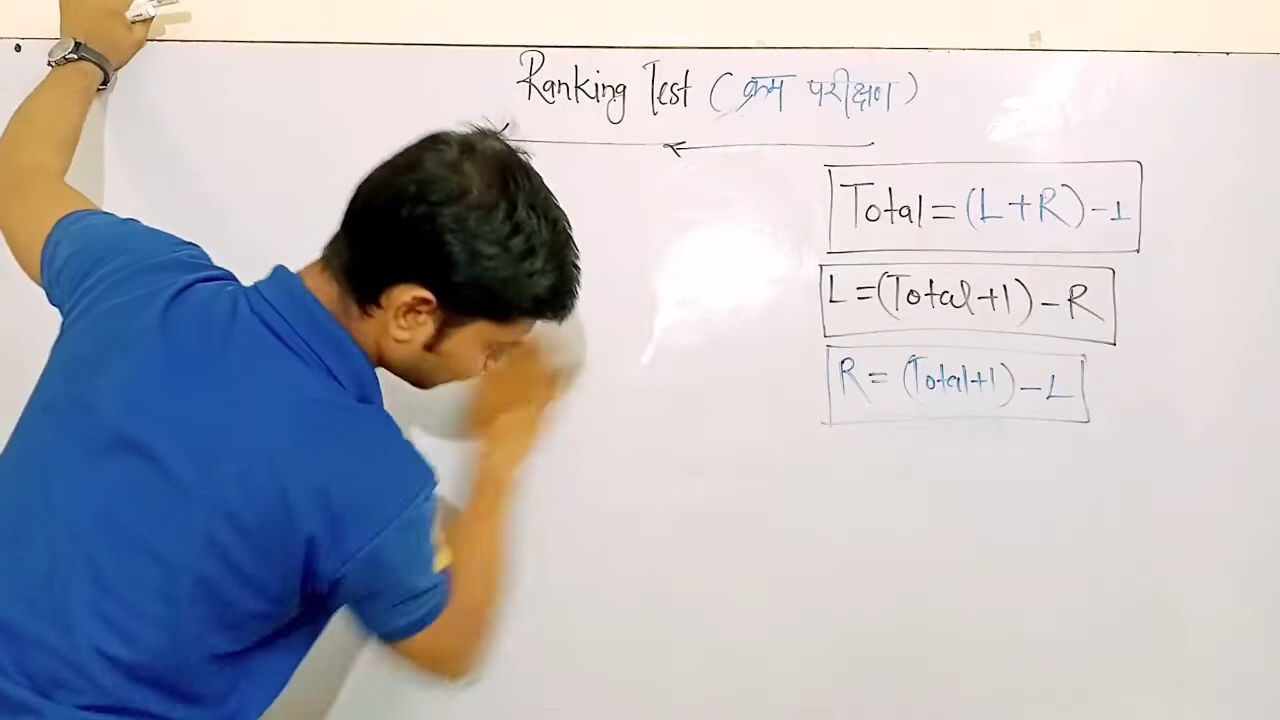 Ranking Test (क्रम परीक्षण)
Total = (L+R)-1
L = (Total+1) - R
R = (Total+1) - L